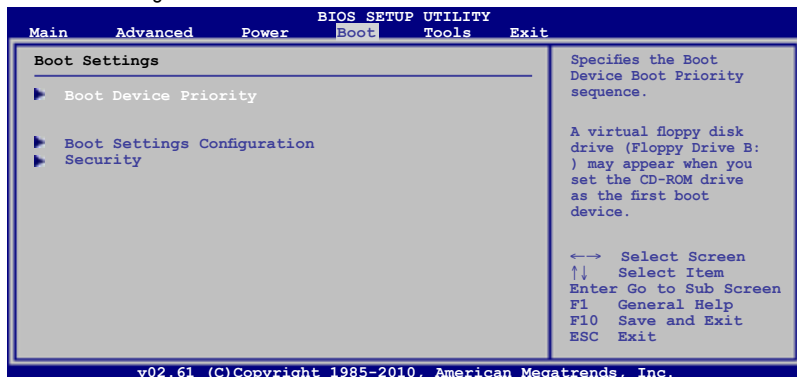 BIOS SETUP UTILITY
Main Advanced Power Boot Tools Exit
Boot Settings
Boot Device Priority
Boot Settings Configuration
Security
Specifies the Boot
Device Boot Priority
sequence.
A virtual floppy disk
drive (Floppy Drive B:
) may appear when you
set the CD-ROM drive
as the first boot
device.
←→ Select Screen
↑↓ Select Item
Enter Go to Sub Screen
F1 General Help
F10 Save and Exit
ESC Exit
v02.61 (C)Copyright 1985-2010, American Megatrends, Inc.